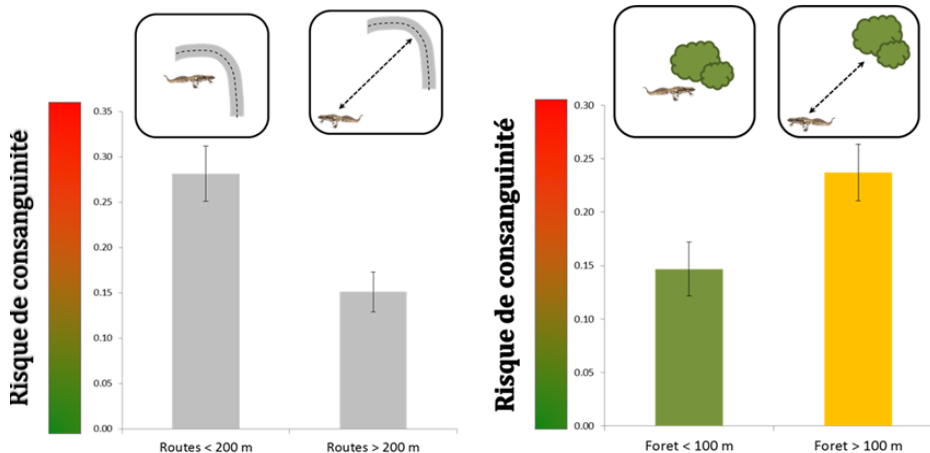 Risque de consanguinité
0.35
0.30
0.25
0.20
0.15
0.10
0.05
0.00
Routes < 200 m
Routes > 200 m
Risque de consanguinité
0.30
0.25
0.20
0.15
0.10
0.05
0.00
Foret < 100 m
Foret > 100 m